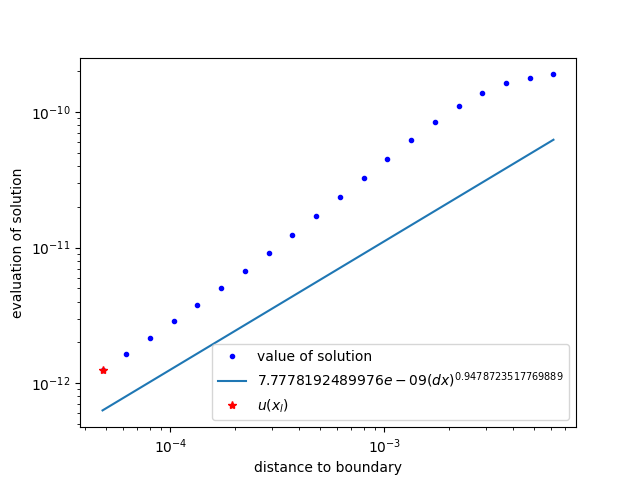 10⁻¹⁰
10⁻¹¹
10⁻¹²
evaluation of solution
value of solution
7.7778192489976e − 09(dx)^0.9478723517769889
u(x_l)
10⁻⁴
10⁻³
distance to boundary